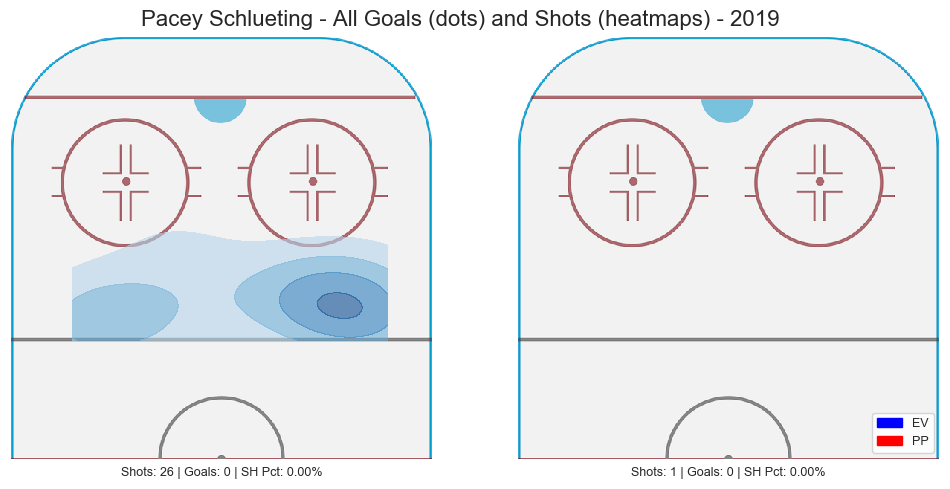 Pacey Schlueting - All Goals (dots) and Shots (heatmaps) - 2019
EV
PP
Shots: 26 | Goals: 0 | SH Pct: 0.00%
Shots: 1 | Goals: 0 | SH Pct: 0.00%